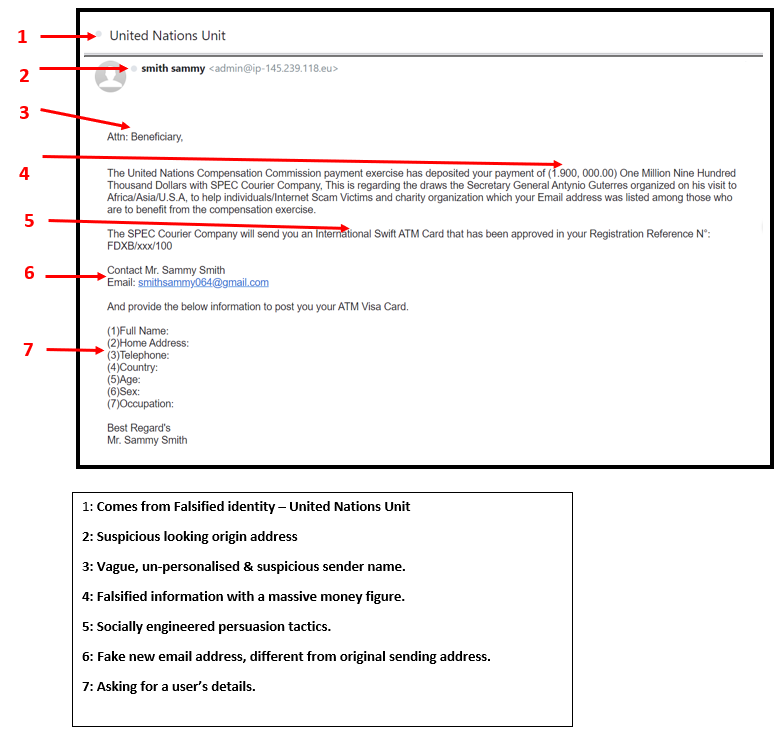 1 United Nations Unit
2 smith sammy <admin@ip-145.239.118.eu>
3
Attn: Beneficiary,
4
The United Nations Compensation Commission payment exercise has deposited your payment of (1.900, 000.00) One Million Nine Hundred
Thousand Dollars with SPEC Courier Company, This is regarding the draws the Secretary General Antynio Guterres organized on his visit to
Africa/Asia/U.S.A, to help individuals/Internet Scam Victims and charity organization which your Email address was listed among those who
are to benefit from the compensation exercise.
5
The SPEC Courier Company will send you an International Swift ATM Card that has been approved in your Registration Reference N°:
FDXB/xxx/100
6 Contact Mr. Sammy Smith
Email: smithsammy064@gmail.com
And provide the below information to post you your ATM Visa Card.
(1)Full Name:
(2)Home Address:
7 (3)Telephone:
(4)Country:
(5)Age:
(6)Sex:
(7)Occupation:
Best Regard's
Mr. Sammy Smith
1: Comes from Falsified identity – United Nations Unit
2: Suspicious looking origin address
3: Vague, un-personalised & suspicious sender name.
4: Falsified information with a massive money figure.
5: Socially engineered persuasion tactics.
6: Fake new email address, different from original sending address.
7: Asking for a user's details.